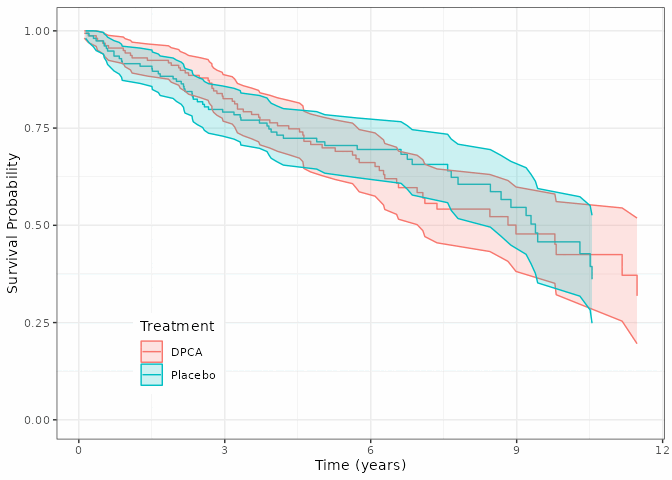 1.00
0.75
0.50
0.25
0.00
Survival Probability
Treatment
DPCA
Placebo
0 3 6 9 12
Time (years)